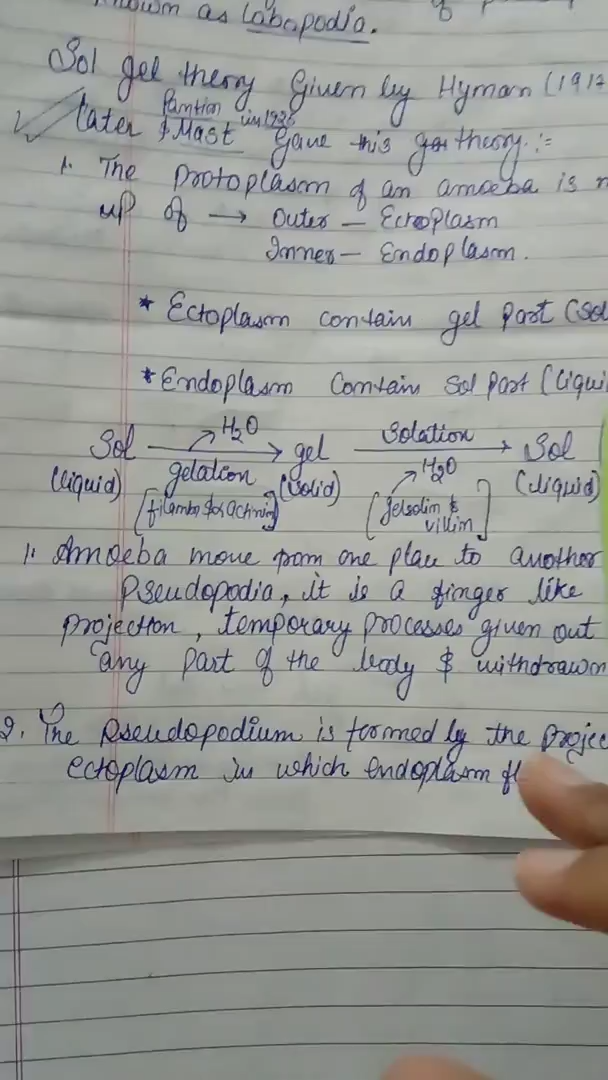 known as Lobopodia.
Sol gel theory Given by Hyman (1917
Pantian in 1925
later & Mast Gave this theory :-
1. The Protoplasm of an amoeba is m
up of → Outer — Ectoplasm
Inner — Endoplasm.
* Ectoplasm contain gel part (Sol
* Endoplasm Contain Sol part (liqui
Sol → H2O gel Solation → Sol
(liquid) gelation (Solid) H2O (liquid)
[filamin for actining] [gelsolin & villin]
1. Amoeba move from one place to another
Pseudopodia, it is a finger like
projection, temporary processes given out
any part of the body & withdrawn
2. The Pseudopodium is formed by the projec
ectoplasm in which endoplasm fl